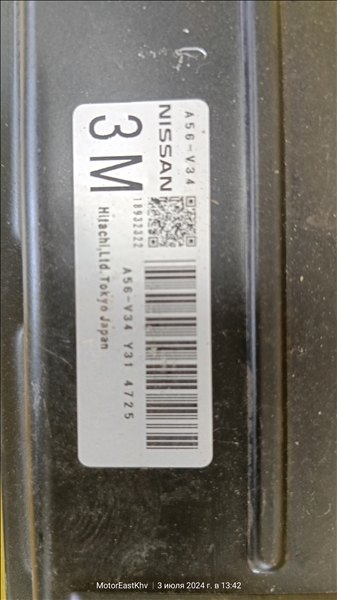 A56-V34
NISSAN
3M
18932322
A56-V34 Y31 4725
Hitachi,Ltd.Tokyo Japan
MotorEastKhv | 3 июля 2024 г. в 13:42